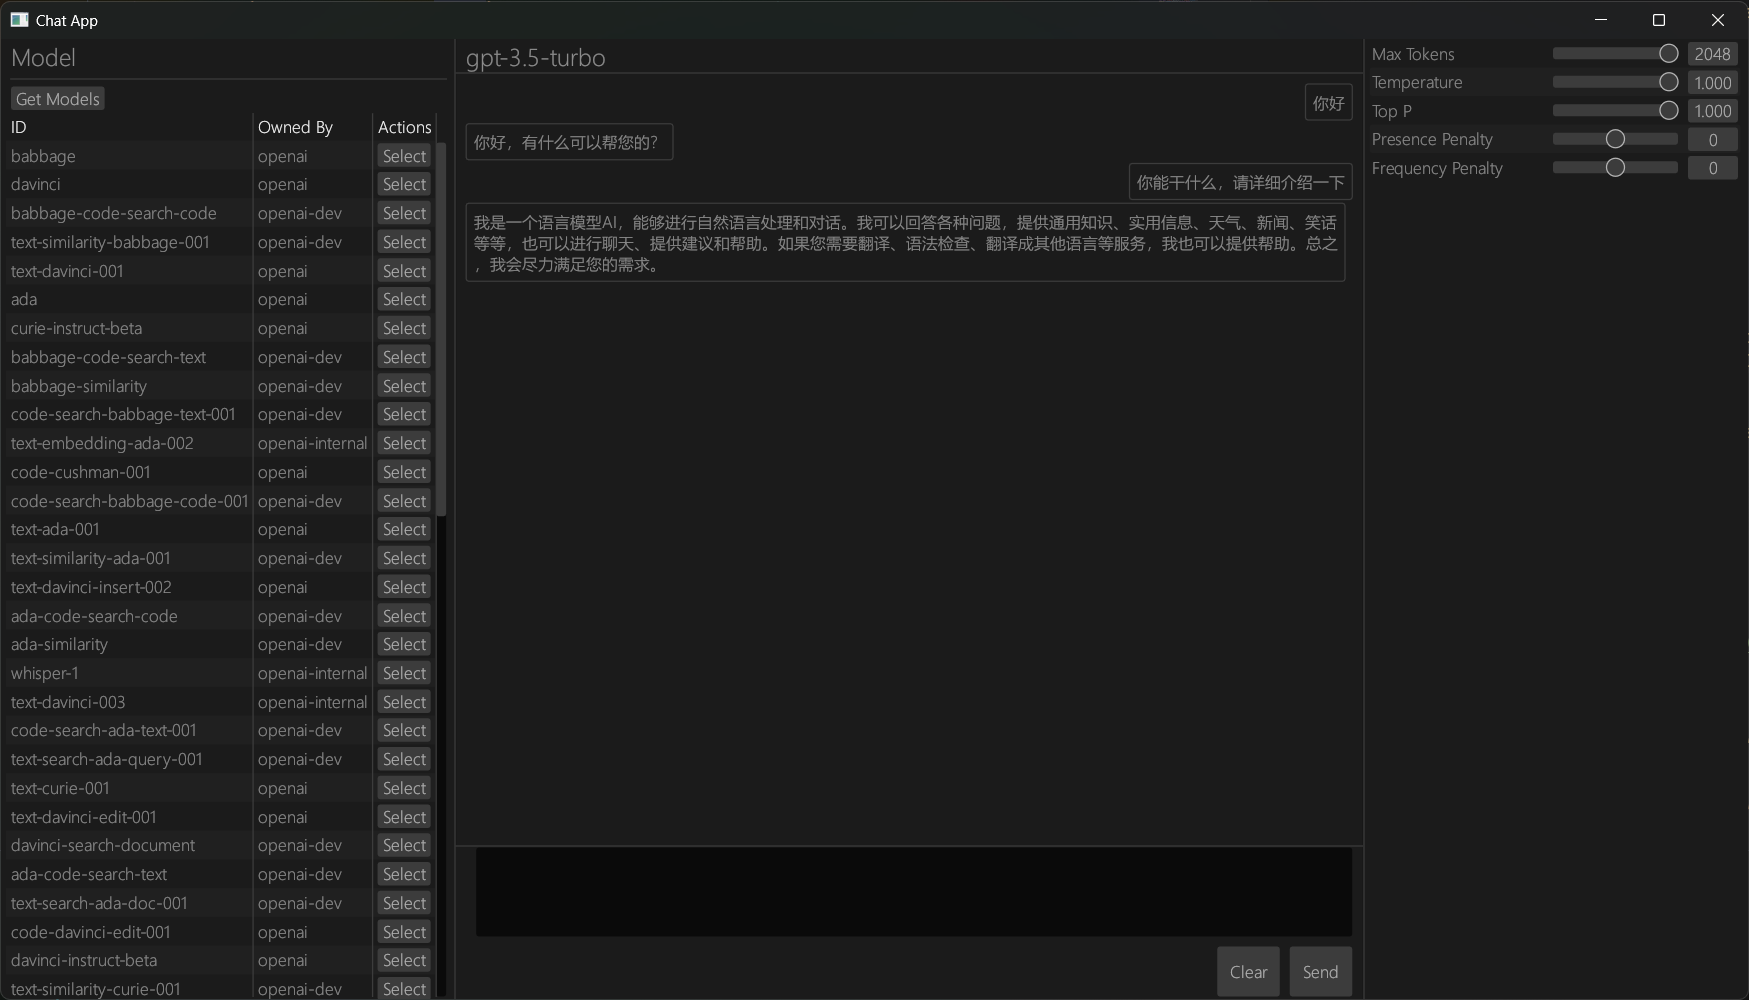 Chat App
Model
Get Models
ID Owned By Actions
babbage openai Select
davinci openai Select
babbage-code-search-code openai-dev Select
text-similarity-babbage-001 openai-dev Select
text-davinci-001 openai Select
ada openai Select
curie-instruct-beta openai Select
babbage-code-search-text openai-dev Select
babbage-similarity openai-dev Select
code-search-babbage-text-001 openai-dev Select
text-embedding-ada-002 openai-internal Select
code-cushman-001 openai Select
code-search-babbage-code-001 openai-dev Select
text-ada-001 openai Select
text-similarity-ada-001 openai-dev Select
text-davinci-insert-002 openai Select
ada-code-search-code openai-dev Select
ada-similarity openai-dev Select
whisper-1 openai-internal Select
text-davinci-003 openai-internal Select
code-search-ada-text-001 openai-dev Select
text-search-ada-query-001 openai-dev Select
text-curie-001 openai Select
text-davinci-edit-001 openai Select
davinci-search-document openai-dev Select
ada-code-search-text openai-dev Select
text-search-ada-doc-001 openai-dev Select
code-davinci-edit-001 openai Select
davinci-instruct-beta openai Select
text-similarity-curie-001 openai-dev Select
gpt-3.5-turbo
你好
你好，有什么可以帮您的？
你能干什么，请详细介绍一下
我是一个语言模型AI，能够进行自然语言处理和对话。我可以回答各种问题，提供通用知识、实用信息、天气、新闻、笑话
等等，也可以进行聊天、提供建议和帮助。如果您需要翻译、语法检查、翻译成其他语言等服务，我也可以提供帮助。总之
，我会尽力满足您的需求。
Clear Send
Max Tokens 2048
Temperature 1.000
Top P 1.000
Presence Penalty 0
Frequency Penalty 0